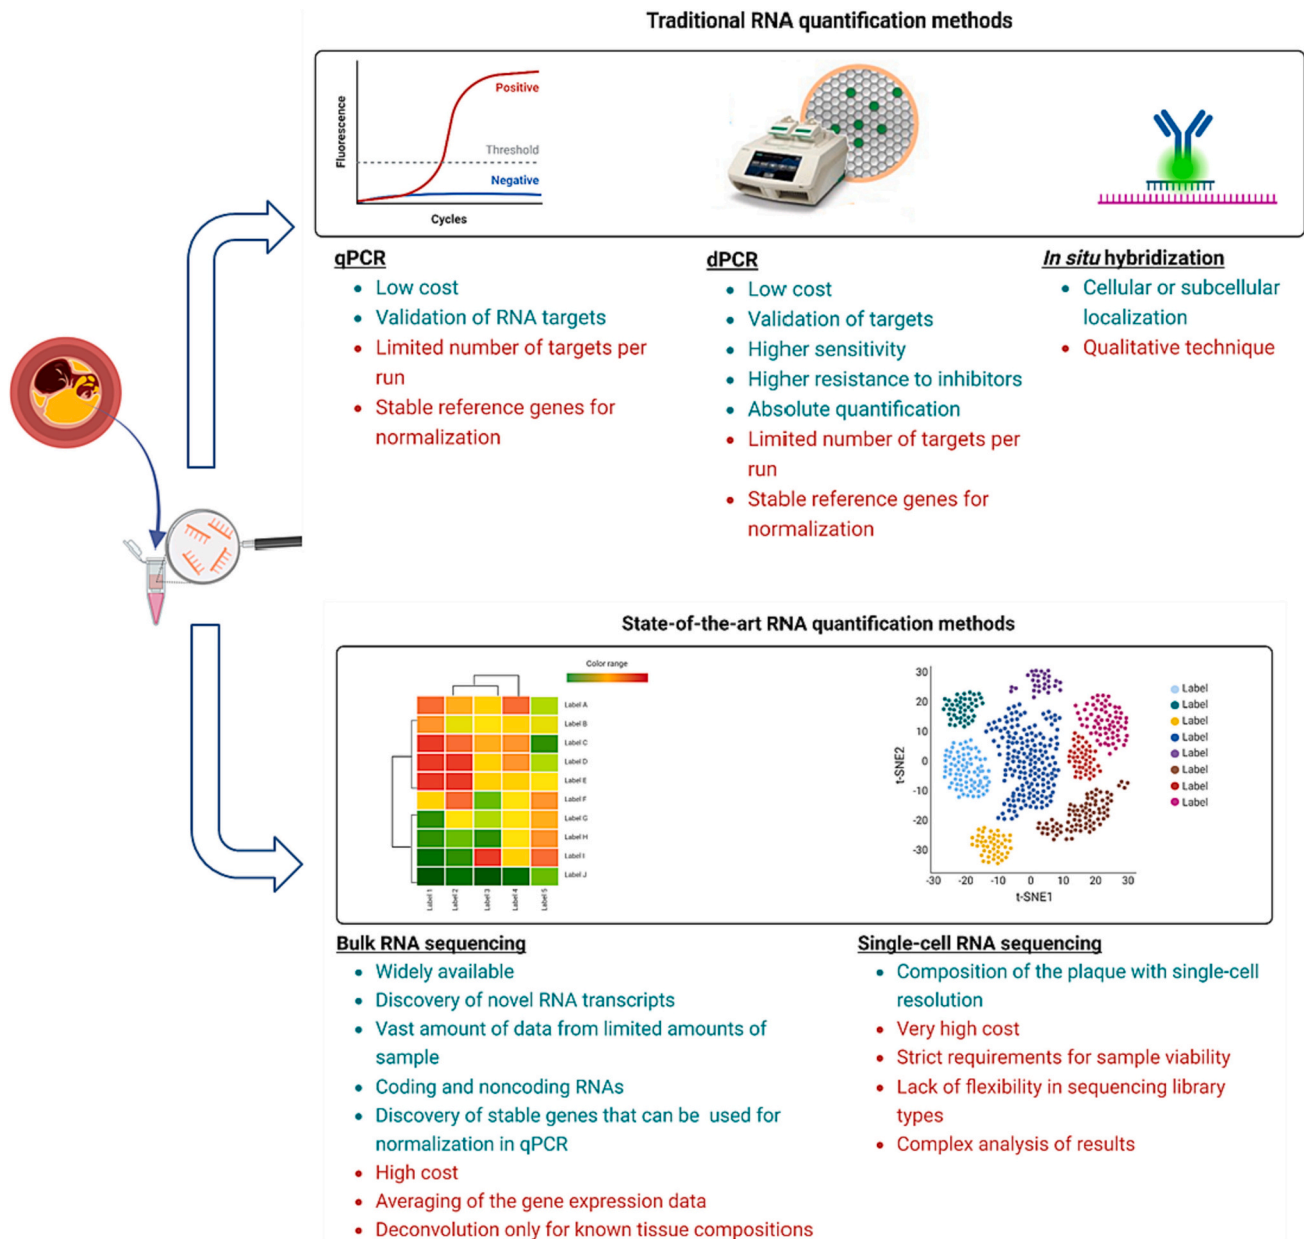 Traditional RNA quantification methods
Fluorescence
Positive
Threshold
Negative
Cycles
qPCR
• Low cost
• Validation of RNA targets
• Limited number of targets per
run
• Stable reference genes for
normalization
dPCR
• Low cost
• Validation of targets
• Higher sensitivity
• Higher resistance to inhibitors
• Absolute quantification
• Limited number of targets per
run
• Stable reference genes for
normalization
In situ hybridization
• Cellular or subcellular
localization
• Qualitative technique
State-of-the-art RNA quantification methods
Color range
Label A
Label B
Label C
Label D
Label E
Label F
Label G
Label H
Label I
Label J
Label 1
Label 2
Label 3
Label 4
Label 5
t-SNE2
30
20
10
0
-10
-20
-30
-30
-20
-10
0
10
20
30
t-SNE1
Label
Label
Label
Label
Label
Label
Label
Label
Bulk RNA sequencing
• Widely available
• Discovery of novel RNA transcripts
• Vast amount of data from limited amounts of
sample
• Coding and noncoding RNAs
• Discovery of stable genes that can be used for
normalization in qPCR
• High cost
• Averaging of the gene expression data
• Deconvolution only for known tissue compositions
Single-cell RNA sequencing
• Composition of the plaque with single-cell
resolution
• Very high cost
• Strict requirements for sample viability
• Lack of flexibility in sequencing library
types
• Complex analysis of results